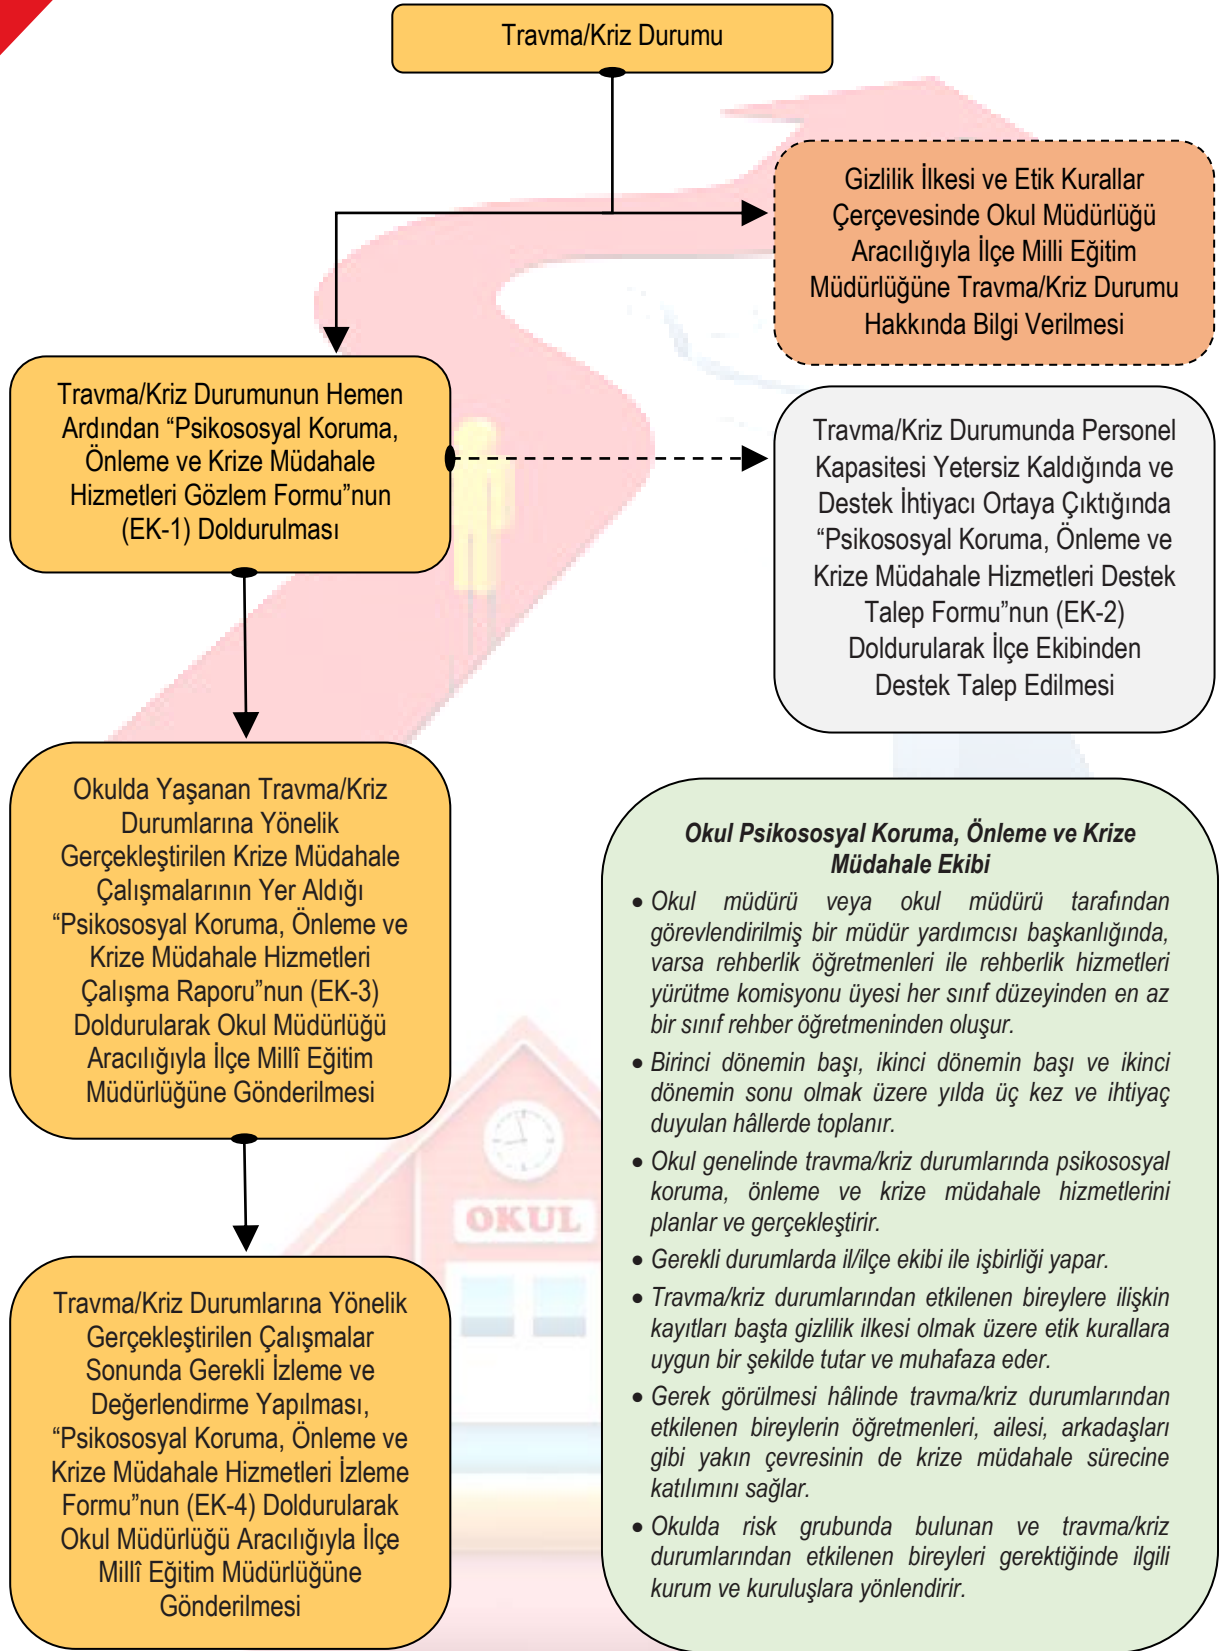 Travma/Kriz Durumu
Gizlilik İlkesi ve Etik Kurallar
Çerçevesinde Okul Müdürlüğü
Aracılığıyla İlçe Milli Eğitim
Müdürlüğüne Travma/Kriz Durumu
Hakkında Bilgi Verilmesi
Travma/Kriz Durumunun Hemen
Ardından “Psikososyal Koruma,
Önleme ve Krize Müdahale
Hizmetleri Gözlem Formu”nun
(EK-1) Doldurulması
Travma/Kriz Durumunda Personel
Kapasitesi Yetersiz Kaldığında ve
Destek İhtiyacı Ortaya Çıktığında
“Psikososyal Koruma, Önleme ve
Krize Müdahale Hizmetleri Destek
Talep Formu”nun (EK-2)
Doldurularak İlçe Ekibinden
Destek Talep Edilmesi
Okulda Yaşanan Travma/Kriz
Durumlarına Yönelik
Gerçekleştirilen Krize Müdahale
Çalışmalarının Yer Aldığı
“Psikososyal Koruma, Önleme ve
Krize Müdahale Hizmetleri
Çalışma Raporu”nun (EK-3)
Doldurularak Okul Müdürlüğü
Aracılığıyla İlçe Millî Eğitim
Müdürlüğüne Gönderilmesi
Travma/Kriz Durumlarına Yönelik
Gerçekleştirilen Çalışmalar
Sonunda Gerekli İzleme ve
Değerlendirme Yapılması,
“Psikososyal Koruma, Önleme ve
Krize Müdahale Hizmetleri İzleme
Formu”nun (EK-4) Doldurularak
Okul Müdürlüğü Aracılığıyla İlçe
Millî Eğitim Müdürlüğüne
Gönderilmesi
OKUL
Okul Psikososyal Koruma, Önleme ve Krize
Müdahale Ekibi
• Okul müdürü veya okul müdürü tarafından
görevlendirilmiş bir müdür yardımcısı başkanlığında,
varsa rehberlik öğretmenleri ile rehberlik hizmetleri
yürütme komisyonu üyesi her sınıf düzeyinden en az
bir sınıf rehber öğretmeninden oluşur.
• Birinci dönemin başı, ikinci dönemin başı ve ikinci
dönemin sonu olmak üzere yılda üç kez ve ihtiyaç
duyulan hâllerde toplanır.
• Okul genelinde travma/kriz durumlarında psikososyal
koruma, önleme ve krize müdahale hizmetlerini
planlar ve gerçekleştirir.
• Gerekli durumlarda il/ilçe ekibi ile işbirliği yapar.
• Travma/kriz durumlarından etkilenen bireylere ilişkin
kayıtları başta gizlilik ilkesi olmak üzere etik kurallara
uygun bir şekilde tutar ve muhafaza eder.
• Gerek görülmesi hâlinde travma/kriz durumlarından
etkilenen bireylerin öğretmenleri, ailesi, arkadaşları
gibi yakın çevresinin de krize müdahale sürecine
katılımını sağlar.
• Okulda risk grubunda bulunan ve travma/kriz
durumlarından etkilenen bireyleri gerektiğinde ilgili
kurum ve kuruluşlara yönlendirir.